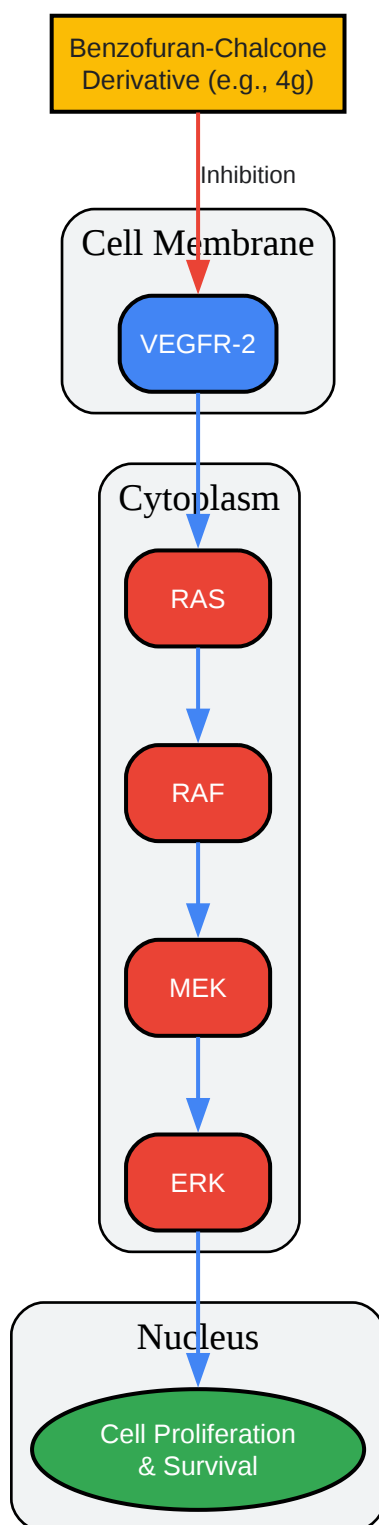 Benzofuran-Chalcone
Derivative (e.g., 4g)
Inhibition
Cell Membrane
VEGFR-2
Cytoplasm
RAS
RAF
MEK
ERK
Nucleus
Cell Proliferation
& Survival